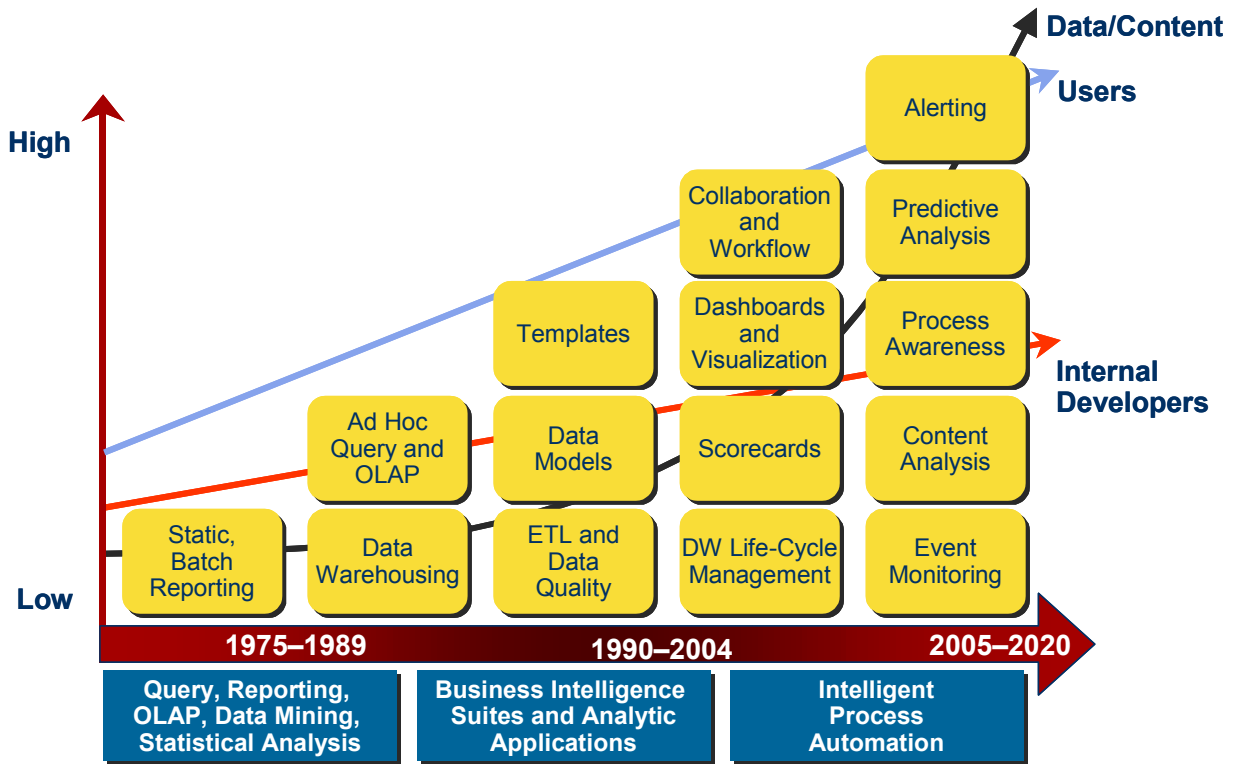 Data/Content
Users
High
Alerting
Collaboration
and
Workflow
Predictive
Analysis
Templates
Dashboards
and
Visualization
Process
Awareness
Internal
Developers
Ad Hoc
Query and
OLAP
Data
Models
Scorecards
Content
Analysis
Low
Static,
Batch
Reporting
Data
Warehousing
ETL and
Data
Quality
DW Life-Cycle
Management
Event
Monitoring
1975–1989
1990–2004
2005–2020
Query, Reporting,
OLAP, Data Mining,
Statistical Analysis
Business Intelligence
Suites and Analytic
Applications
Intelligent
Process
Automation